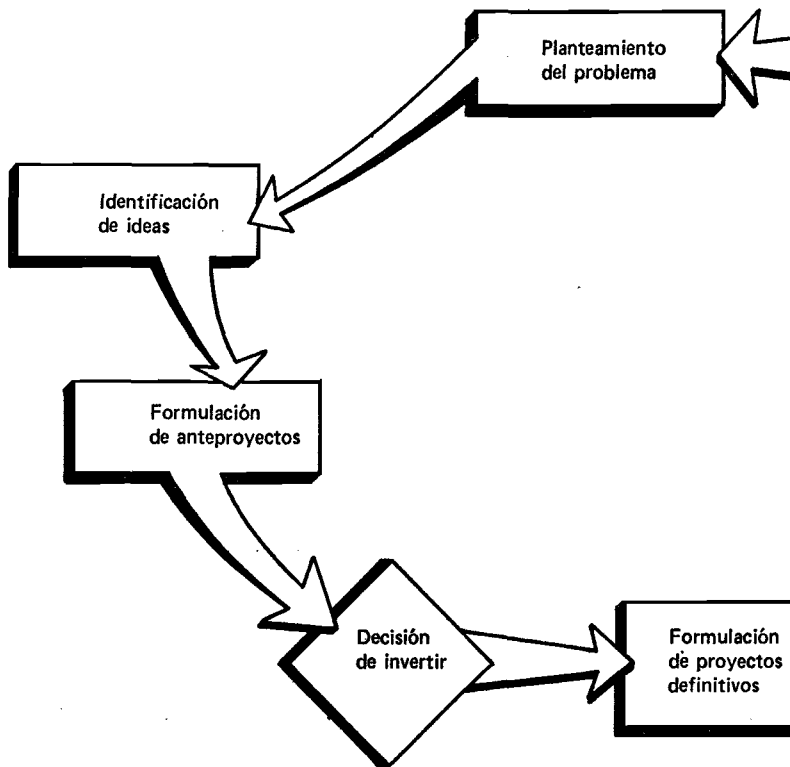 Planteamiento
del problema
Identificación
de ideas
Formulación
de anteproyectos
Decisión
de invertir
Formulación
de proyectos
definitivos